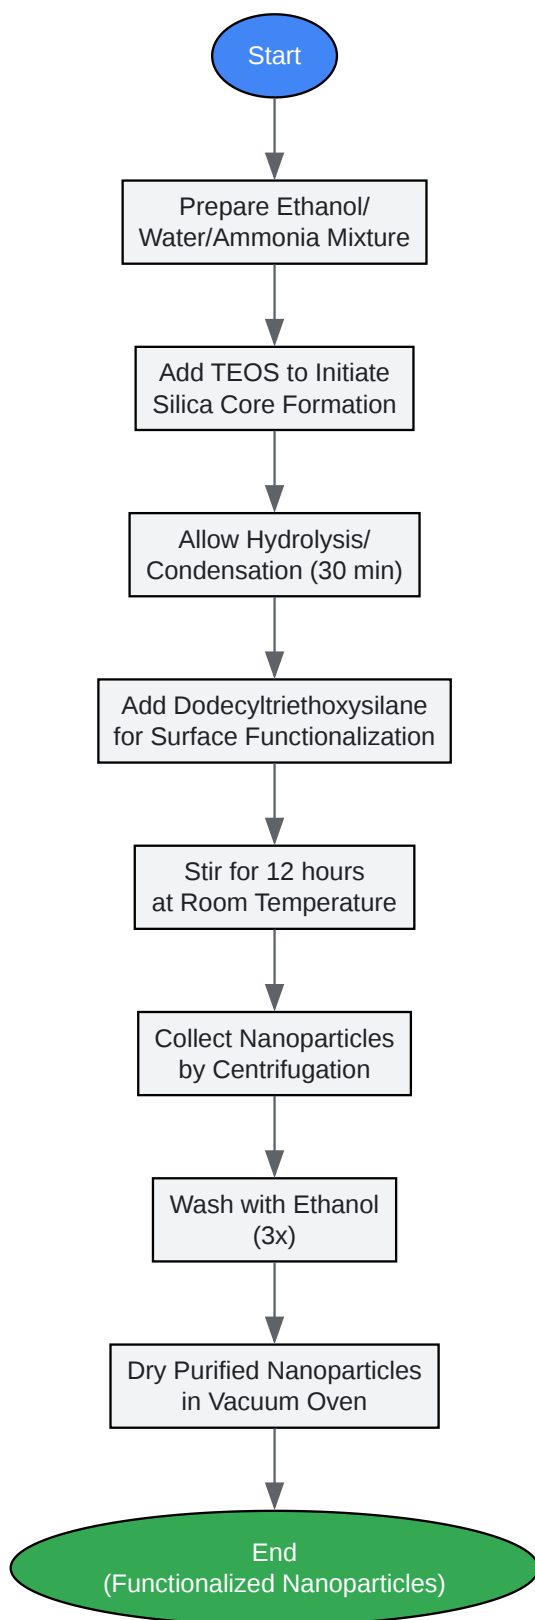 Start
Prepare Ethanol/
Water/Ammonia Mixture
Add TEOS to Initiate
Silica Core Formation
Allow Hydrolysis/
Condensation (30 min)
Add Dodecyltriethoxysilane
for Surface Functionalization
Stir for 12 hours
at Room Temperature
Collect Nanoparticles
by Centrifugation
Wash with Ethanol
(3x)
Dry Purified Nanoparticles
in Vacuum Oven
End
(Functionalized Nanoparticles)